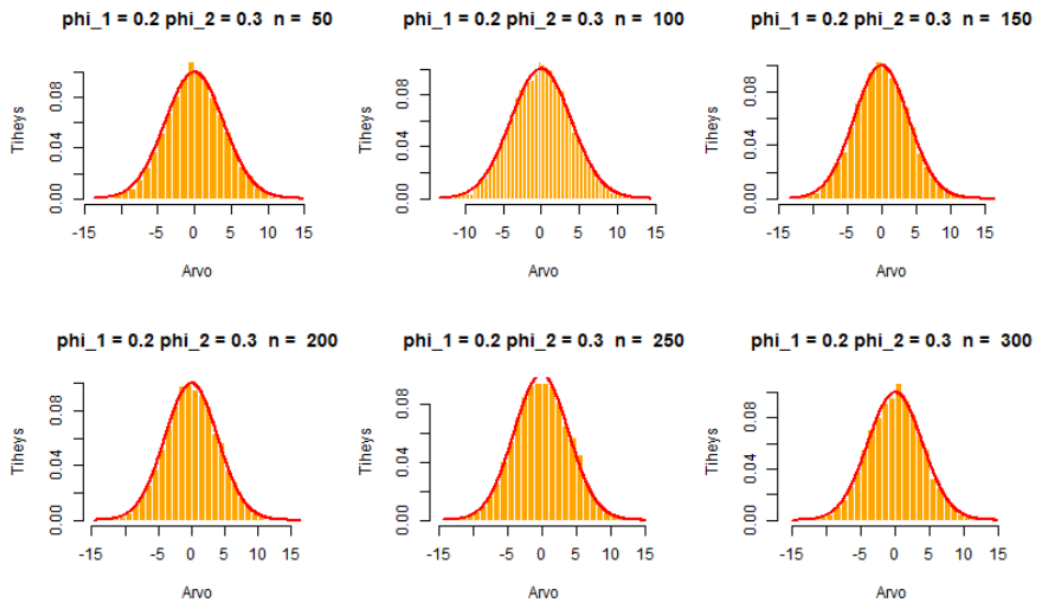 phi_1 = 0.2 phi_2 = 0.3 n = 50
Tiheys
0.00 0.04 0.08
-15 -5 0 5 10 15
Arvo
phi_1 = 0.2 phi_2 = 0.3 n = 100
Tiheys
0.00 0.04 0.08
-10 -5 0 5 10 15
Arvo
phi_1 = 0.2 phi_2 = 0.3 n = 150
Tiheys
0.00 0.04 0.08
-15 -5 0 5 10 15
Arvo
phi_1 = 0.2 phi_2 = 0.3 n = 200
Tiheys
0.00 0.04 0.08
-15 -5 0 5 10 15
Arvo
phi_1 = 0.2 phi_2 = 0.3 n = 250
Tiheys
0.00 0.04 0.08
-15 -5 0 5 10 15
Arvo
phi_1 = 0.2 phi_2 = 0.3 n = 300
Tiheys
0.00 0.04 0.08
-15 -5 0 5 10 15
Arvo